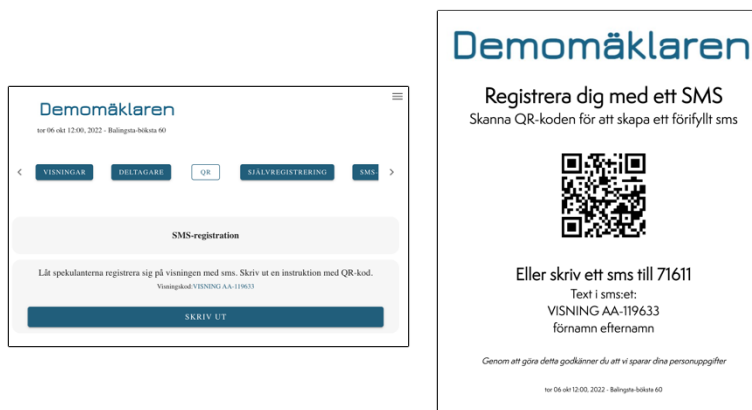 Demomäklaren
tor 06 okt 12:00, 2022 - Balingsta-böksta 60
VISNINGAR
DELTAGARE
QR
SJÄLVREGISTRERING
SMS-
SMS-registration
Låt spekulanterna registrera sig på visningen med sms. Skriv ut en instruktion med QR-kod.
Visningskod:VISNING AA-119633
SKRIV UT
Demomäklaren
Registrera dig med ett SMS
Skanna QR-koden för att skapa ett förifyllt sms
Eller skriv ett sms till 71611
Text i sms:et:
VISNING AA-119633
förnamn efternamn
Genom att göra detta godkänner du att vi sparar dina personuppgifter
tor 06 okt 12:00, 2022 - Balingsta-böksta 60